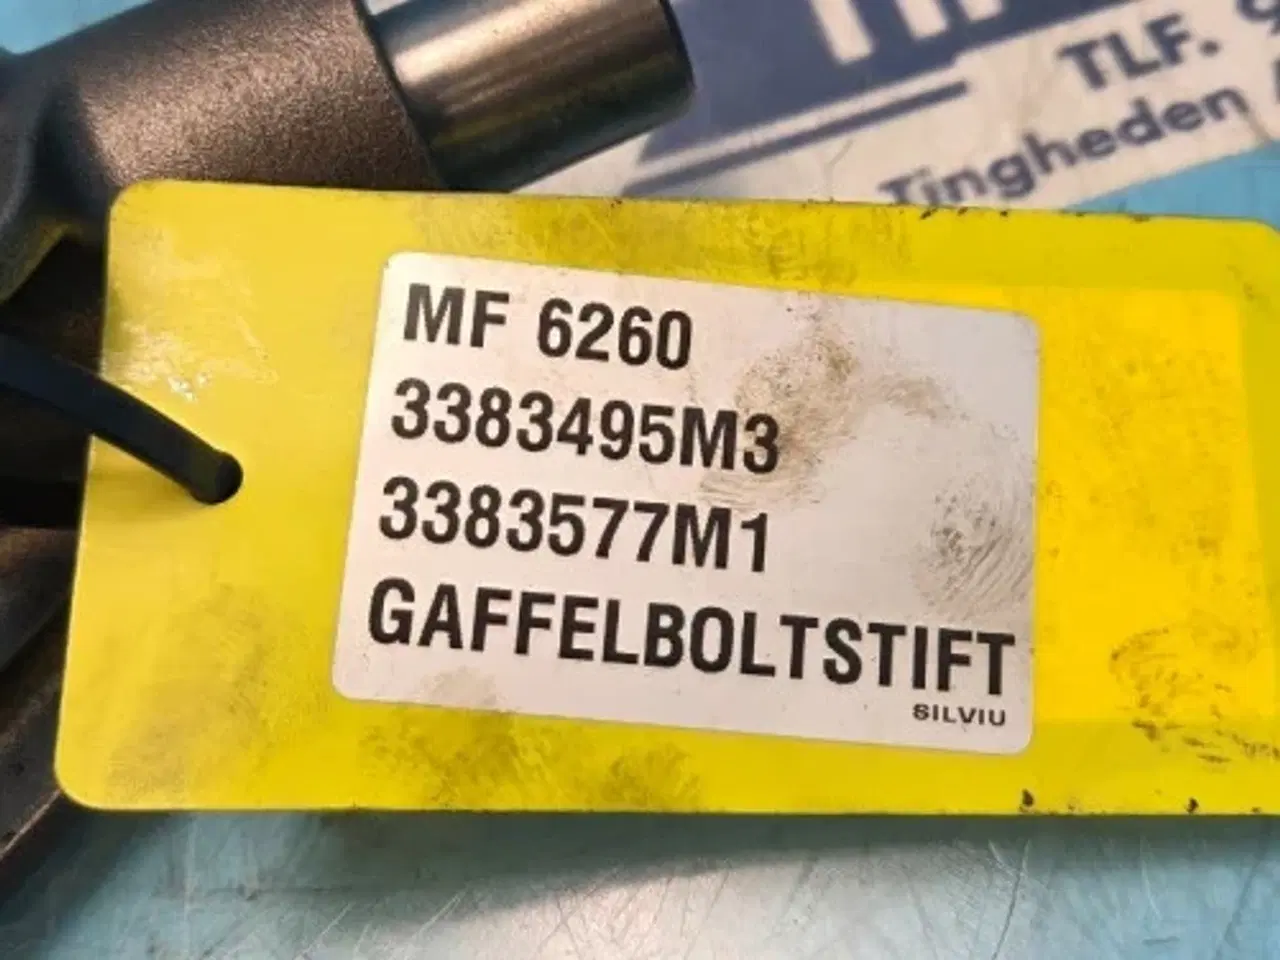 TLF.
Tingheden
MF 6260
3383495M3
3383577M1
GAFFELBOLTSTIFT
SILVIU